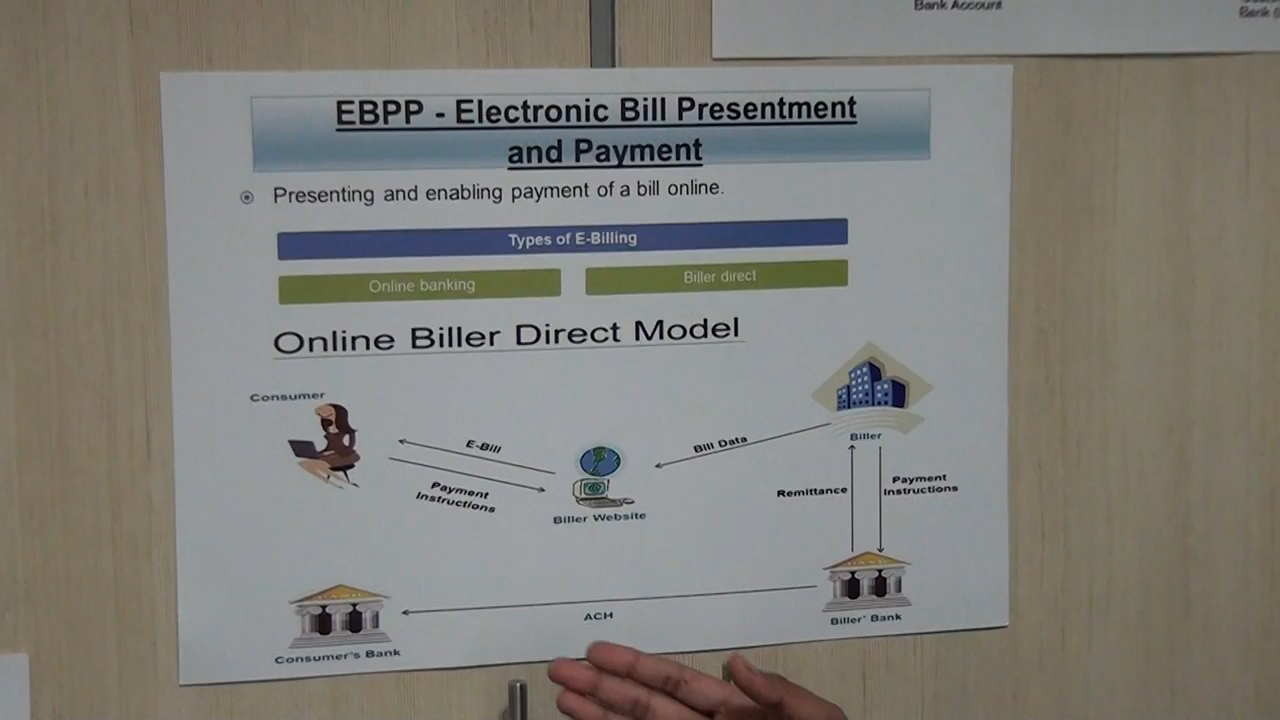 Bank Account
Bank
EBPP - Electronic Bill Presentment
and Payment
Presenting and enabling payment of a bill online.
Types of E-Billing
Online banking
Biller direct
Online Biller Direct Model
Consumer
E-Bill
Payment
Instructions
Biller Website
Bill Data
Biller
Remittance
Payment
Instructions
ACH
Consumer's Bank
Biller' Bank